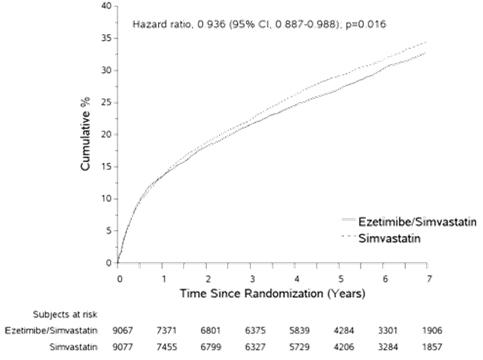 Hazard ratio, 0 936 (95% CI, 0 887-0 988), p=0.016
40
35
30
25
20
15
10
5
0
Cumulative %
Ezetimibe/Simvastatin
Simvastatin
0 1 2 3 4 5 6 7
Time Since Randomization (Years)
Subjects at risk
Ezetimibe/Simvastatin 9067 7371 6801 6375 5839 4284 3301 1906
Simvastatin 9077 7455 6799 6327 5729 4206 3284 1857